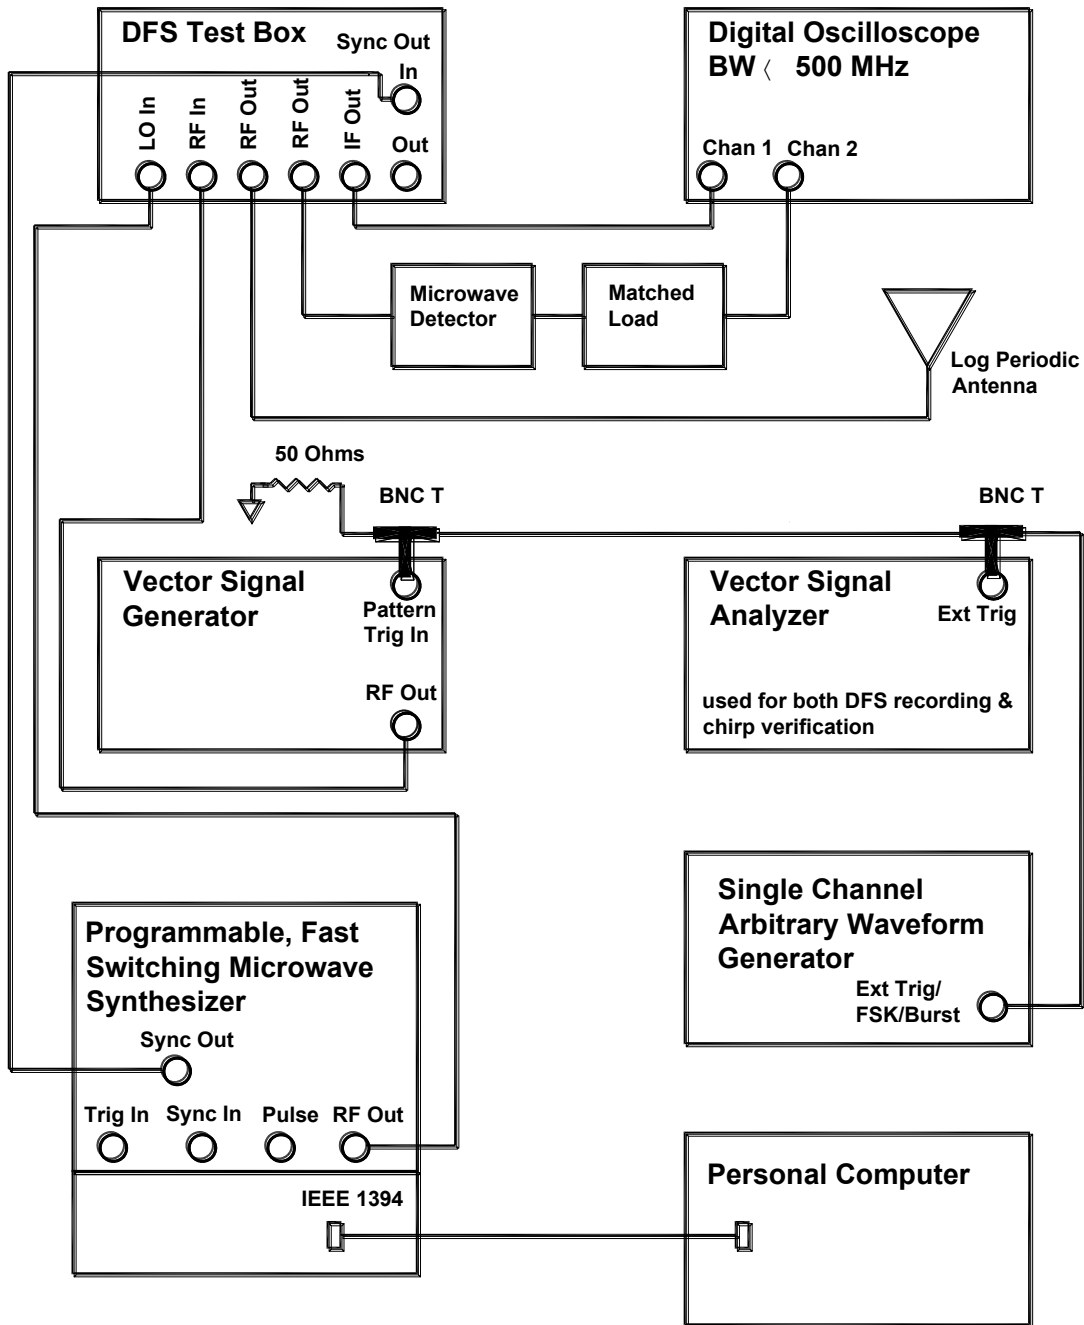 DFS Test Box
Sync Out
In
LO In
RF In
RF Out
RF Out
IF Out
Out
Digital Oscilloscope
BW〈 500 MHz
Chan 1
Chan 2
Microwave
Detector
Matched
Load
Log Periodic
Antenna
50 Ohms
BNC T
BNC T
Vector Signal
Generator
Pattern
Trig In
RF Out
Vector Signal
Analyzer
Ext Trig
used for both DFS recording &
chirp verification
Single Channel
Arbitrary Waveform
Generator
Ext Trig/
FSK/Burst
Programmable, Fast
Switching Microwave
Synthesizer
Sync Out
Trig In
Sync In
Pulse
RF Out
IEEE 1394
Personal Computer